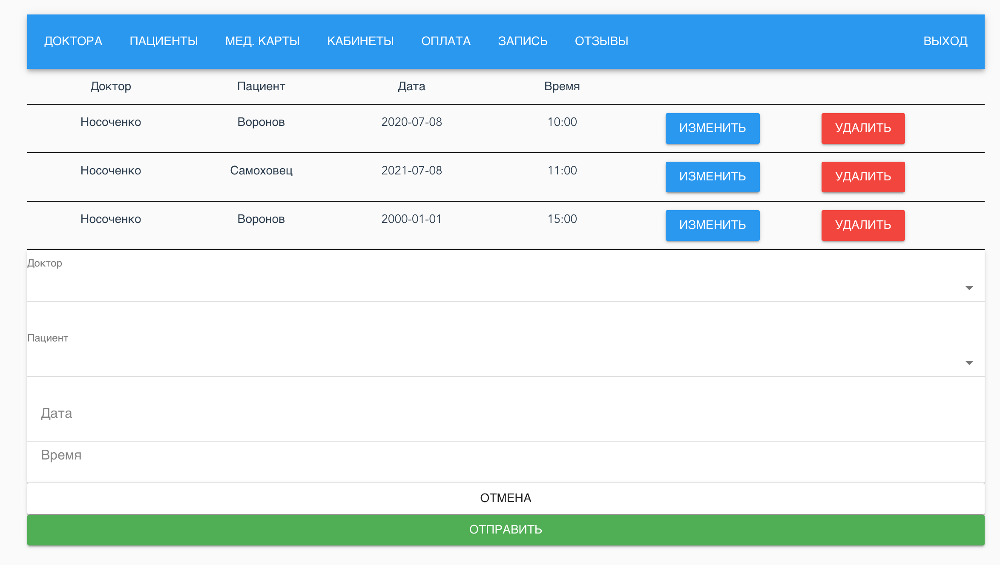 ДОКТОРА ПАЦИЕНТЫ МЕД. КАРТЫ КАБИНЕТЫ ОПЛАТА ЗАПИСЬ ОТЗЫВЫ ВЫХОД
Доктор Пациент Дата Время
Носоченко Воронов 2020-07-08 10:00 ИЗМЕНИТЬ УДАЛИТЬ
Носоченко Самоховец 2021-07-08 11:00 ИЗМЕНИТЬ УДАЛИТЬ
Носоченко Воронов 2000-01-01 15:00 ИЗМЕНИТЬ УДАЛИТЬ
Доктор
Пациент
Дата
Время
ОТМЕНА
ОТПРАВИТЬ